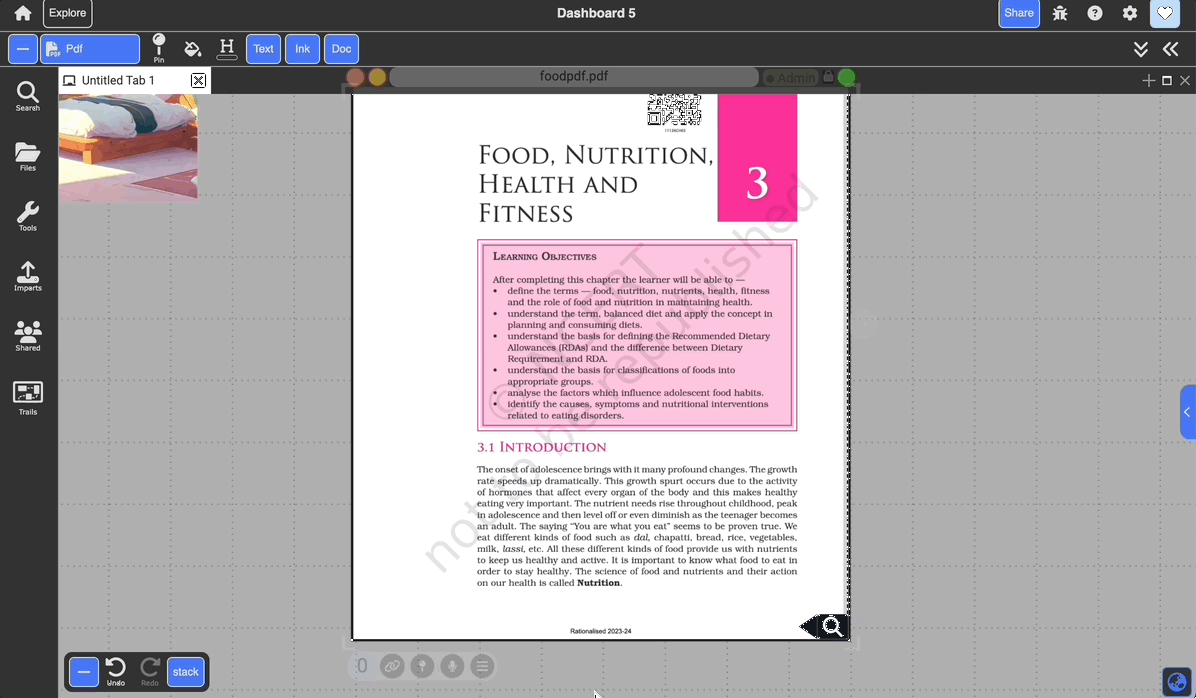 Explore
Dashboard 5
Share
Pdf
Pin
H
Text
Ink
Doc
Untitled Tab 1
foodpdf.pdf
Admin
Search
Files
Tools
Imports
Shared
Trails
FOOD, NUTRITION,
HEALTH AND
FITNESS
3
LEARNING OBJECTIVES
After completing this chapter the learner will be able to —
• define the terms — food, nutrition, nutrients, health, fitness
and the role of food and nutrition in maintaining health.
• understand the term, balanced diet and apply the concept in
planning and consuming diets.
• understand the basis for defining the Recommended Dietary
Allowances (RDAs) and the difference between Dietary
Requirement and RDA.
• understand the basis for classifications of foods into
appropriate groups.
• analyse the factors which influence adolescent food habits.
• identify the causes, symptoms and nutritional interventions
related to eating disorders.
3.1 INTRODUCTION
The onset of adolescence brings with it many profound changes. The growth
rate speeds up dramatically. This growth spurt occurs due to the activity
of hormones that affect every organ of the body and this makes healthy
eating very important. The nutrient needs rise throughout childhood, peak
in adolescence and then level off or even diminish as the teenager becomes
an adult. The saying “You are what you eat” seems to be proven true. We
eat different kinds of food such as dal, chapatti, bread, rice, vegetables,
milk, lassi, etc. All these different kinds of food provide us with nutrients
to keep us healthy and active. It is important to know what food to eat in
order to stay healthy. The science of food and nutrients and their action
on our health is called Nutrition.
© NCERT
not to be republished
Rationalised 2023-24
0
Undo
Redo
stack